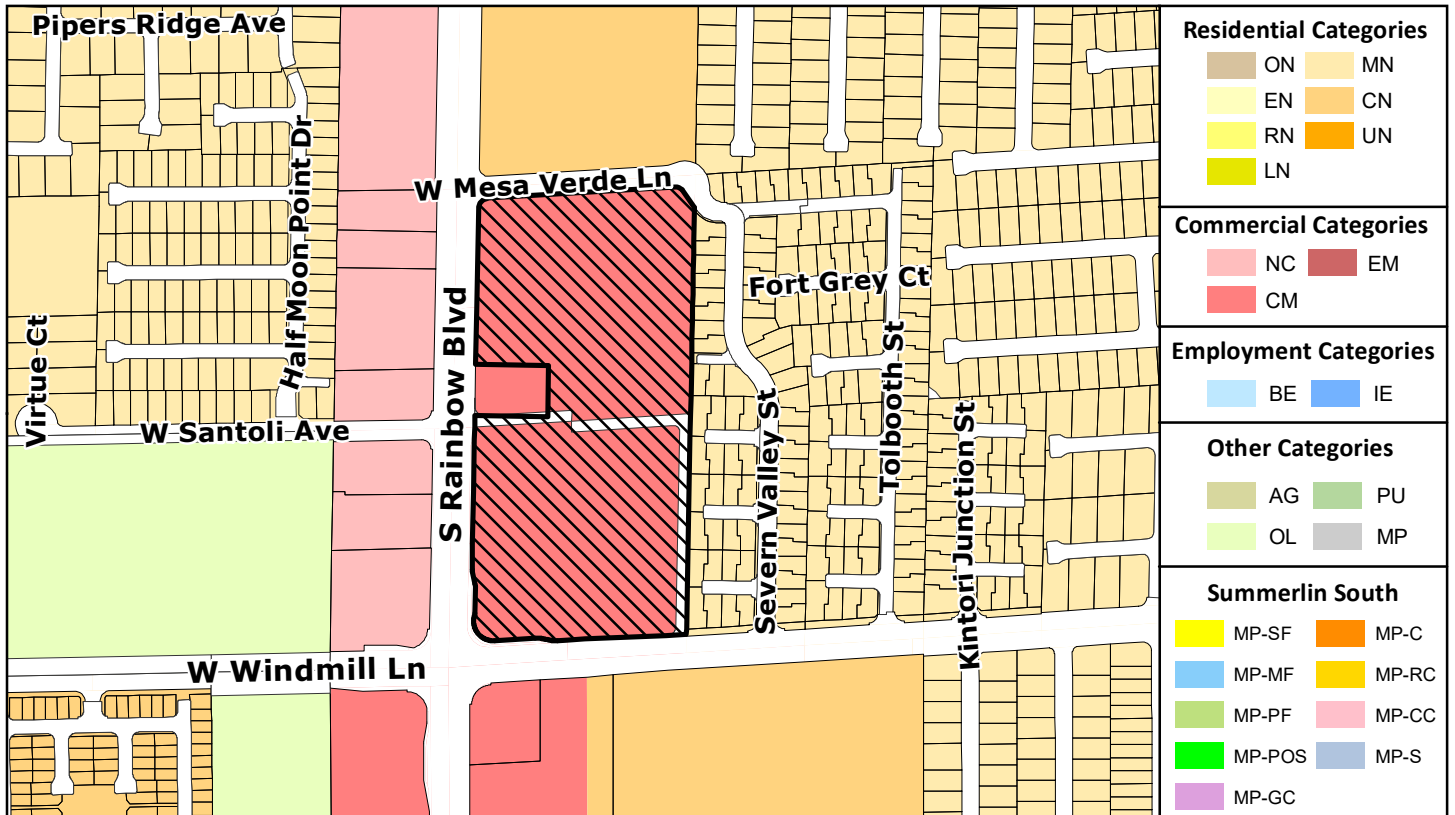 Pipers Ridge Ave
Half Moon Point Dr
W Mesa Verde Ln
Fort Grey Ct
S Rainbow Blvd
Virtue Ct
W Santoli Ave
Tolbooth St
Severn Valley St
Kintori Junction St
W Windmill Ln
Residential Categories
ON MN
EN CN
RN UN
LN
Commercial Categories
NC EM
CM
Employment Categories
BE IE
Other Categories
AG PU
OL MP
Summerlin South
MP-SF MP-C
MP-MF MP-RC
MP-PF MP-CC
MP-POS MP-S
MP-GC